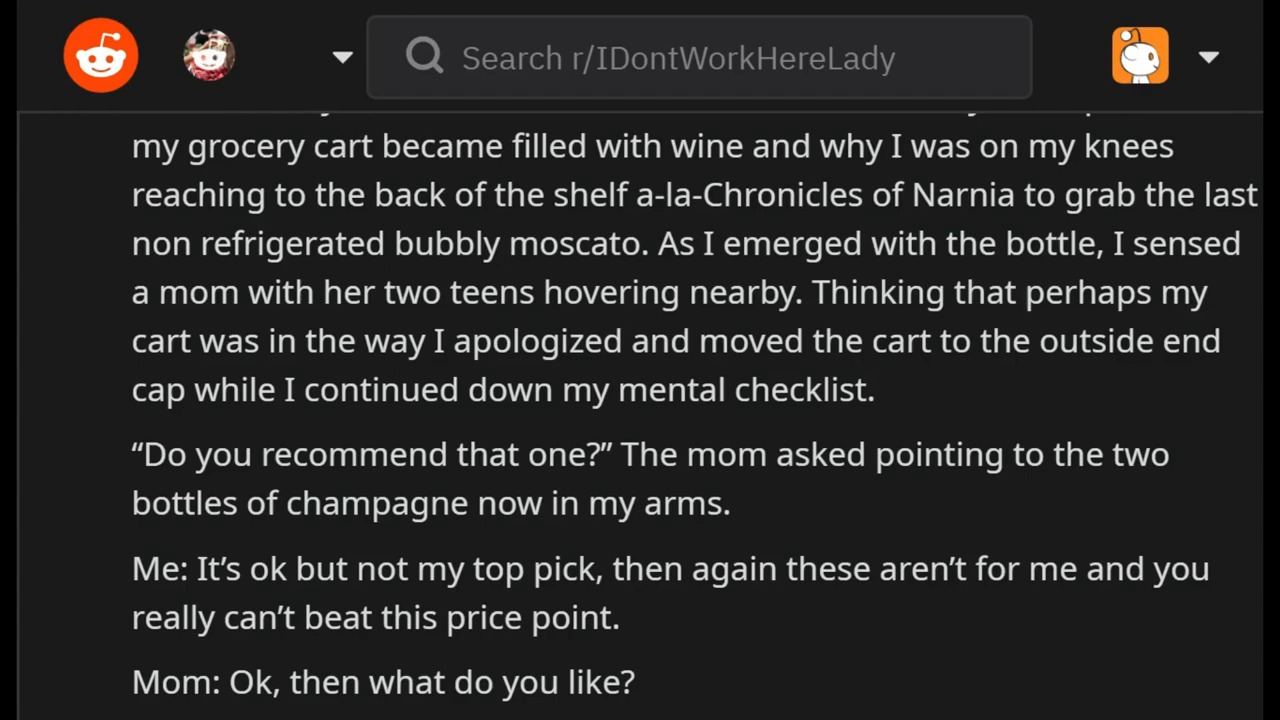 Search r/IDontWorkHereLady
my grocery cart became filled with wine and why I was on my knees
reaching to the back of the shelf a-la-Chronicles of Narnia to grab the last
non refrigerated bubbly moscato. As I emerged with the bottle, I sensed
a mom with her two teens hovering nearby. Thinking that perhaps my
cart was in the way I apologized and moved the cart to the outside end
cap while I continued down my mental checklist.
“Do you recommend that one?” The mom asked pointing to the two
bottles of champagne now in my arms.
Me: It’s ok but not my top pick, then again these aren’t for me and you
really can’t beat this price point.
Mom: Ok, then what do you like?